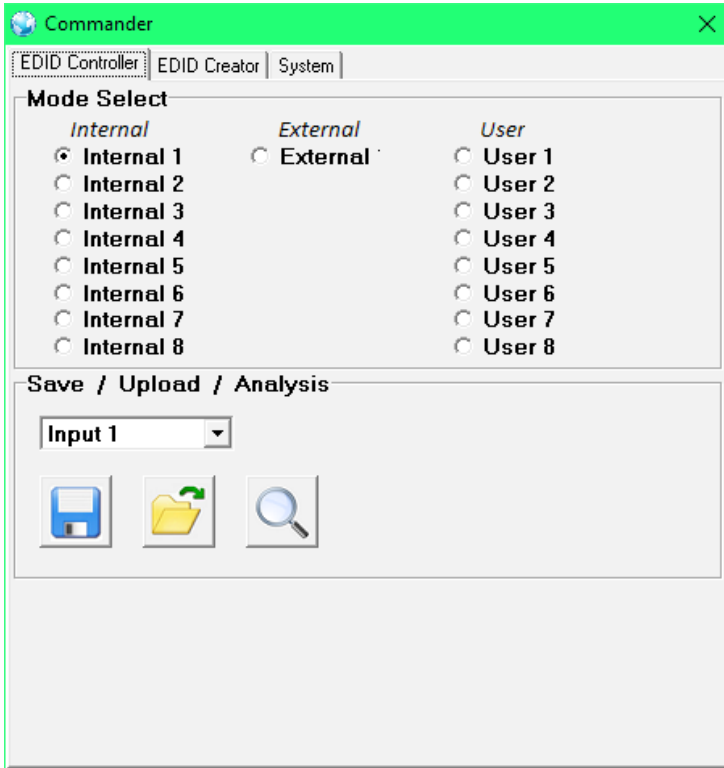 Commander
EDID Controller EDID Creator System
Mode Select
Internal External User
Internal 1 External User 1
Internal 2 User 2
Internal 3 User 3
Internal 4 User 4
Internal 5 User 5
Internal 6 User 6
Internal 7 User 7
Internal 8 User 8
Save / Upload / Analysis
Input 1